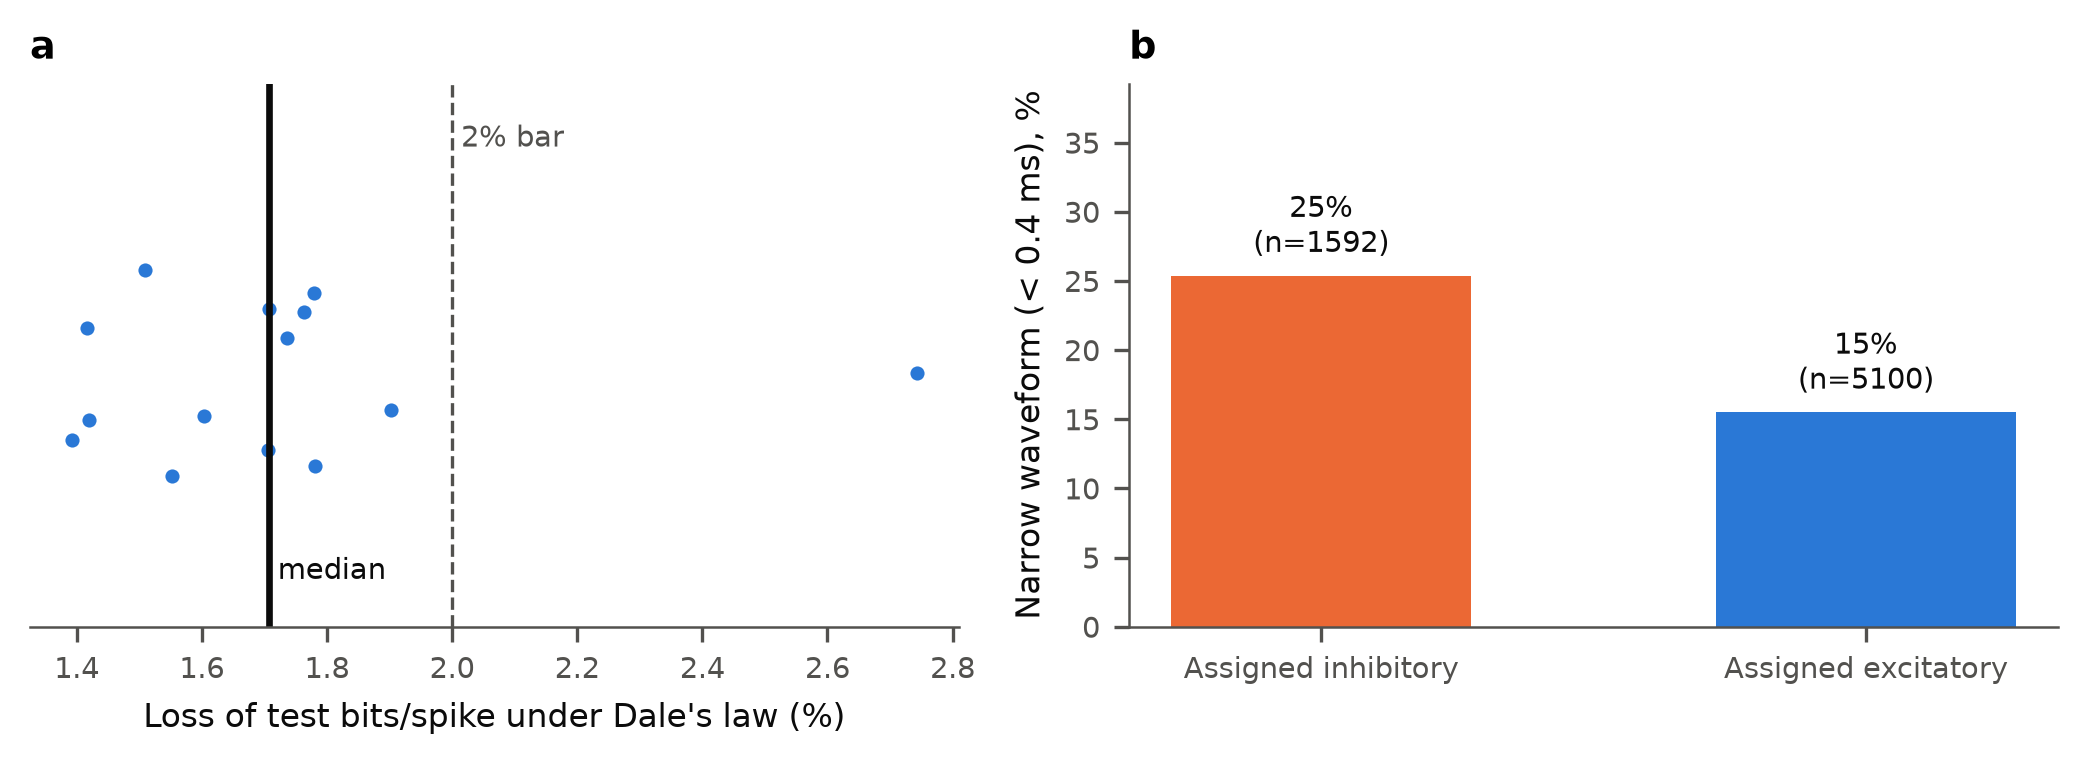 a
2% bar
median
1.4 1.6 1.8 2.0 2.2 2.4 2.6 2.8
Loss of test bits/spike under Dale's law (%)
b
Narrow waveform (< 0.4 ms), %
35
30
25
20
15
10
5
0
25%
(n=1592)
15%
(n=5100)
Assigned inhibitory
Assigned excitatory